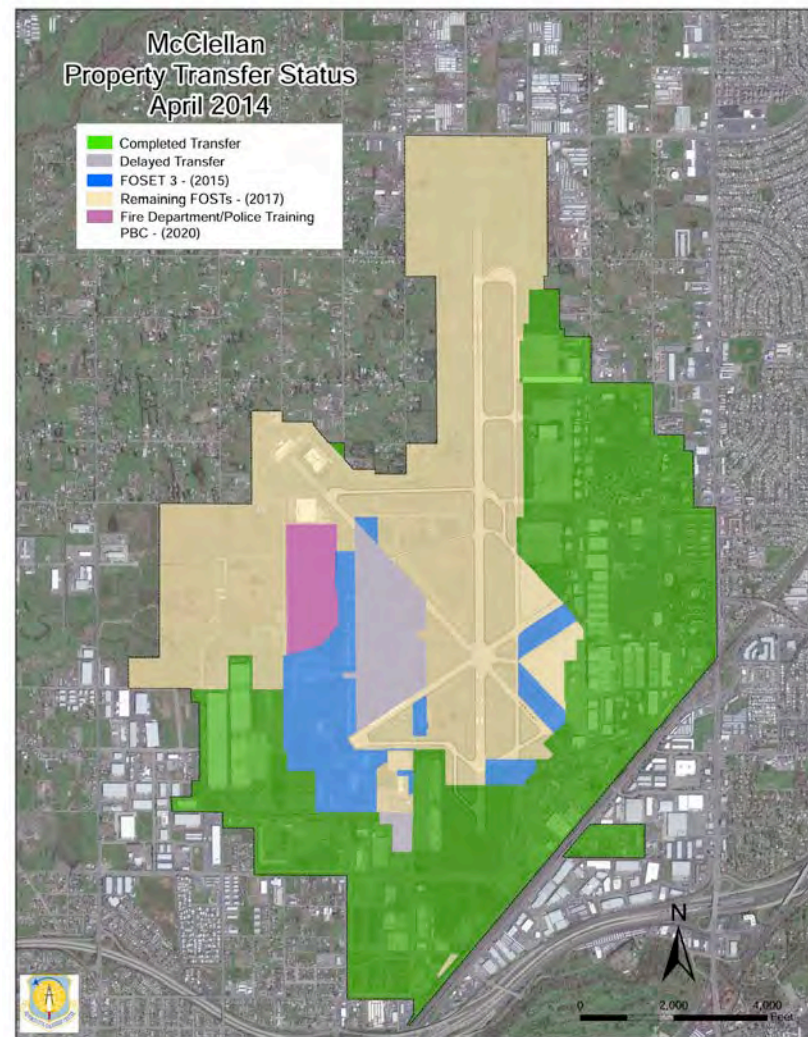 McClellan
Property Transfer Status
April 2014
Completed Transfer
Delayed Transfer
FOSET 3 - (2015)
Remaining FOSTs - (2017)
Fire Department/Police Training
PBC - (2020)
N
0 2,000 4,000
Feet